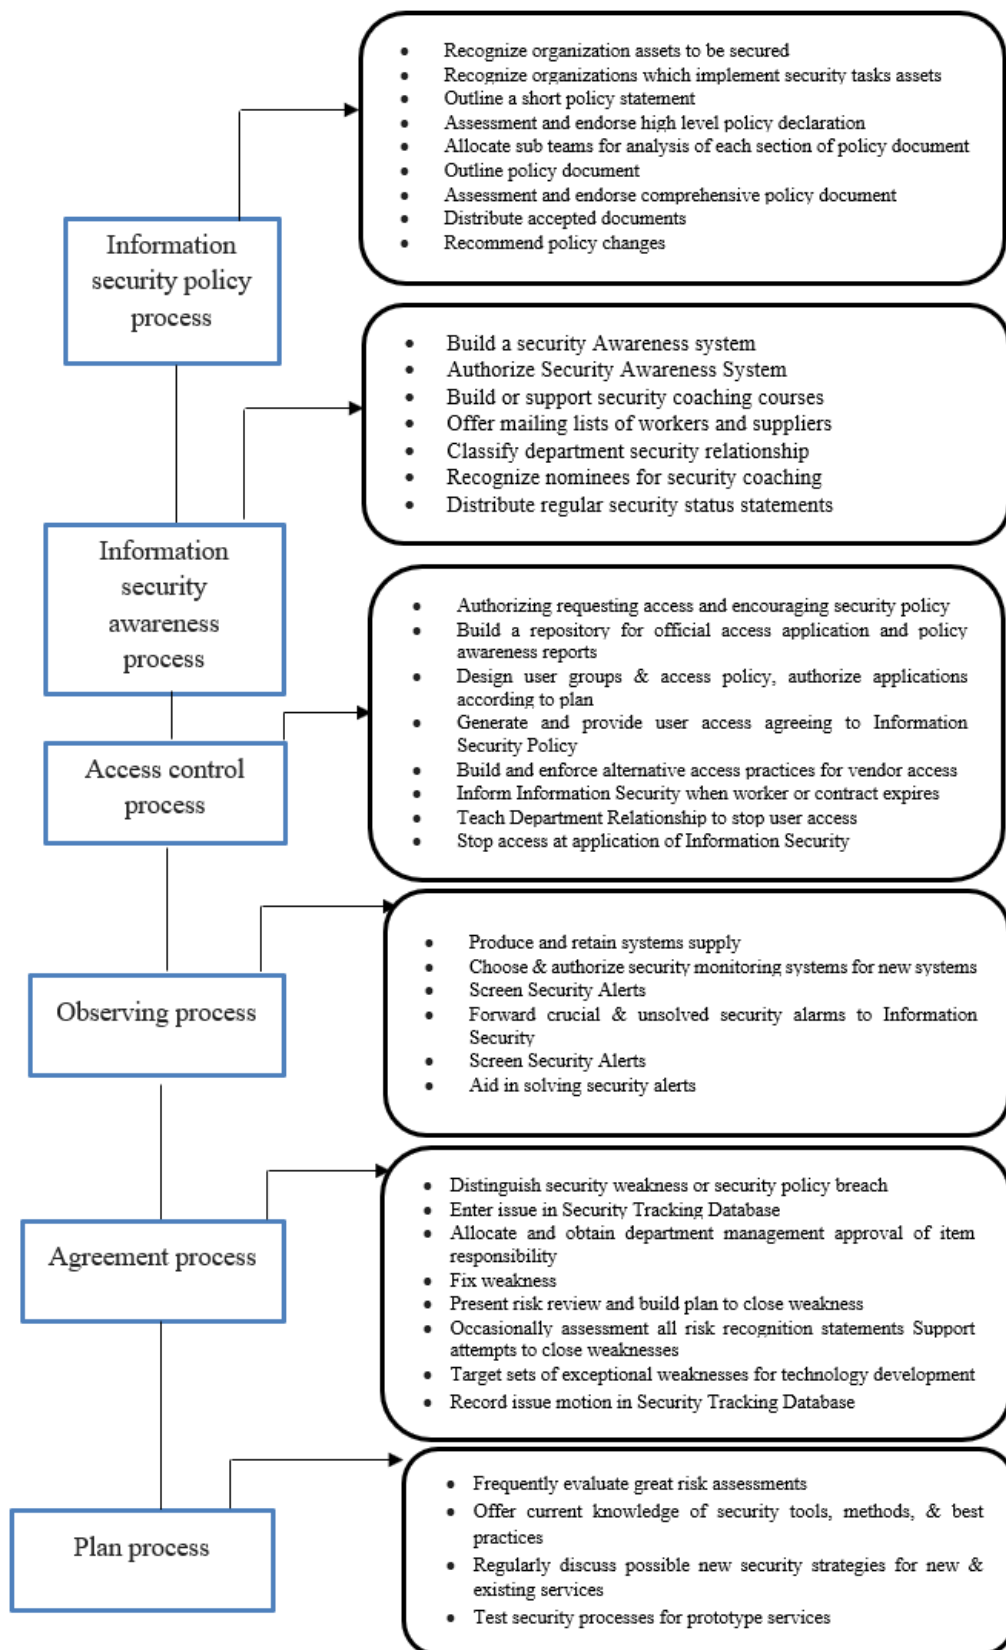 Recognize organization assets to be secured
Recognize organizations which implement security tasks assets
Outline a short policy statement
Assessment and endorse high level policy declaration
Allocate sub teams for analysis of each section of policy document
Outline policy document
Assessment and endorse comprehensive policy document
Distribute accepted documents
Recommend policy changes
Information
security policy
process
Build a security Awareness system
Authorize Security Awareness System
Build or support security coaching courses
Offer mailing lists of workers and suppliers
Classify department security relationship
Recognize nominees for security coaching
Distribute regular security status statements
Information
security
awareness
process
Authorizing requesting access and encouraging security policy
Build a repository for official access application and policy
awareness reports
Design user groups & access policy, authorize applications
according to plan
Generate and provide user access agreeing to Information
Security Policy
Build and enforce alternative access practices for vendor access
Inform Information Security when worker or contract expires
Teach Department Relationship to stop user access
Stop access at application of Information Security
Access control
process
Produce and retain systems supply
Choose & authorize security monitoring systems for new systems
Screen Security Alerts
Forward crucial & unsolved security alarms to Information
Security
Screen Security Alerts
Aid in solving security alerts
Observing process
Distinguish security weakness or security policy breach
Enter issue in Security Tracking Database
Allocate and obtain department management approval of item
responsibility
Fix weakness
Present risk review and build plan to close weakness
Occasionally assessment all risk recognition statements Support
attempts to close weaknesses
Target sets of exceptional weaknesses for technology development
Record issue motion in Security Tracking Database
Agreement process
Frequently evaluate great risk assessments
Offer current knowledge of security tools, methods, & best
practices
Regularly discuss possible new security strategies for new &
existing services
Test security processes for prototype services
Plan process